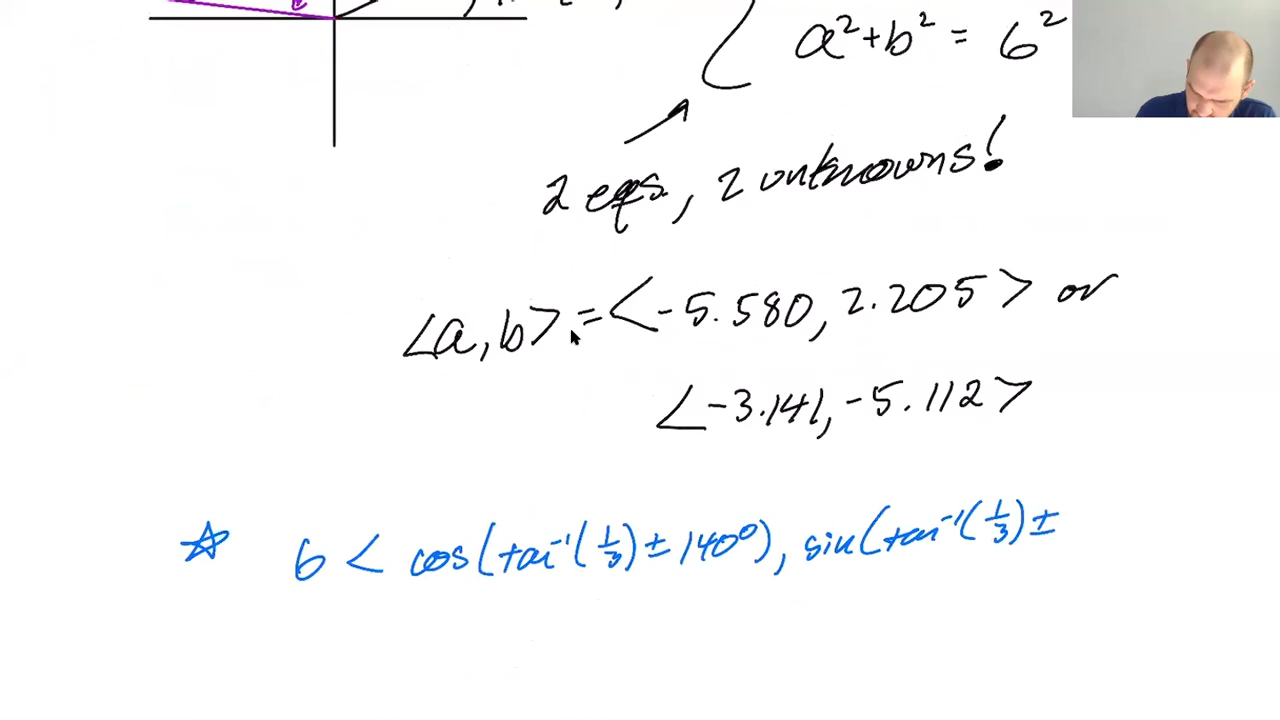 a² + b² = 6²
2 eqs., 2 unknowns!
<a, b> = <-5.580, 2.205> or
<-3.141, -5.112>
☆ 6 < cos(tan⁻¹(1/3) ± 140°), sin(tan⁻¹(1/3) ±